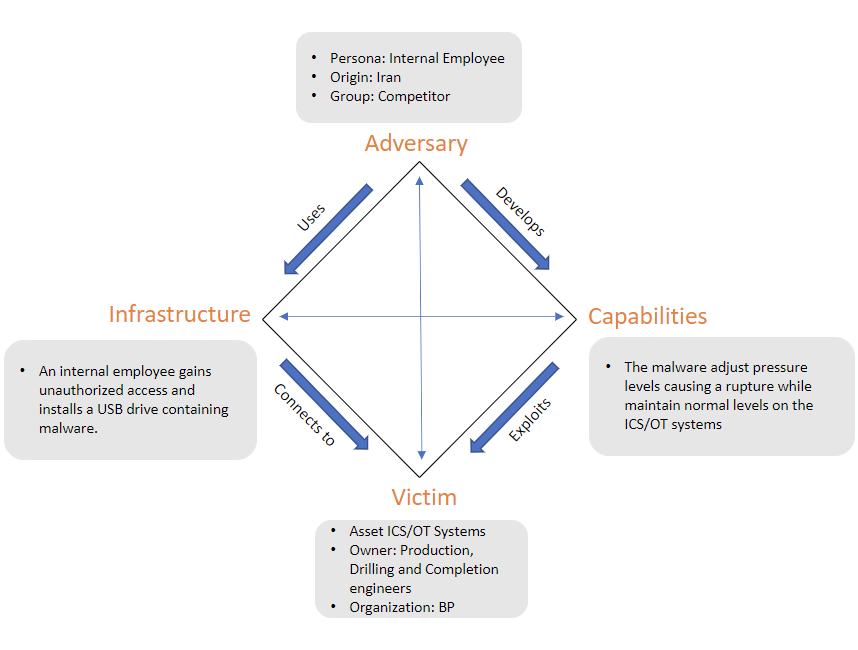 • Persona: Internal Employee
• Origin: Iran
• Group: Competitor
Adversary
Uses
Develops
Infrastructure
Capabilities
• An internal employee gains
unauthorized access and
installs a USB drive containing
malware.
• The malware adjust pressure
levels causing a rupture while
maintain normal levels on the
ICS/OT systems
Connects to
Exploits
Victim
• Asset ICS/OT Systems
• Owner: Production,
Drilling and Completion
engineers
• Organization: BP